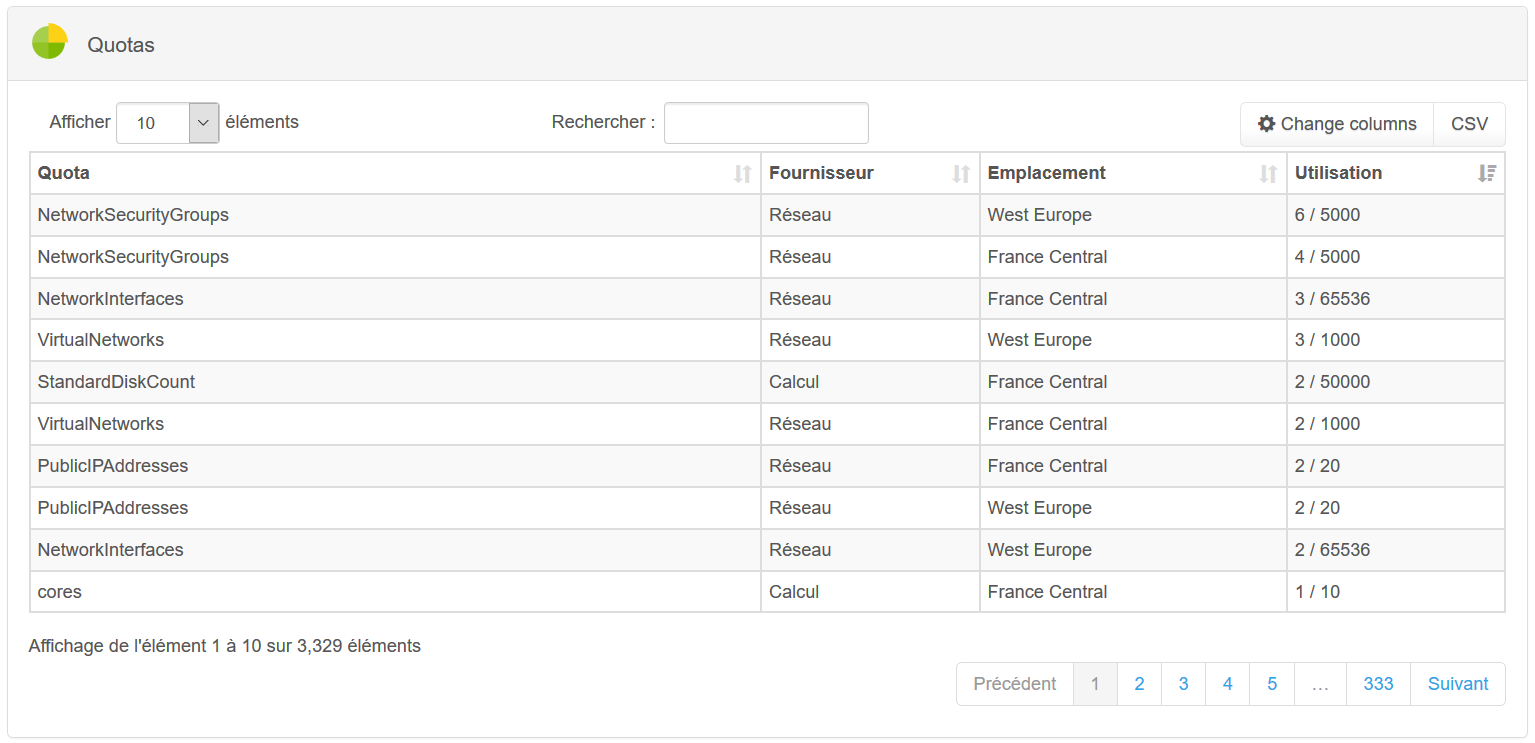 Quotas
Afficher 10 éléments Rechercher : Change columns CSV
Quota Fournisseur Emplacement Utilisation
NetworkSecurityGroups Réseau West Europe 6 / 5000
NetworkSecurityGroups Réseau France Central 4 / 5000
NetworkInterfaces Réseau France Central 3 / 65536
VirtualNetworks Réseau West Europe 3 / 1000
StandardDiskCount Calcul France Central 2 / 50000
VirtualNetworks Réseau France Central 2 / 1000
PublicIPAddresses Réseau France Central 2 / 20
PublicIPAddresses Réseau West Europe 2 / 20
NetworkInterfaces Réseau West Europe 2 / 65536
cores Calcul France Central 1 / 10
Affichage de l'élément 1 à 10 sur 3,329 éléments
Précédent 1 2 3 4 5 … 333 Suivant